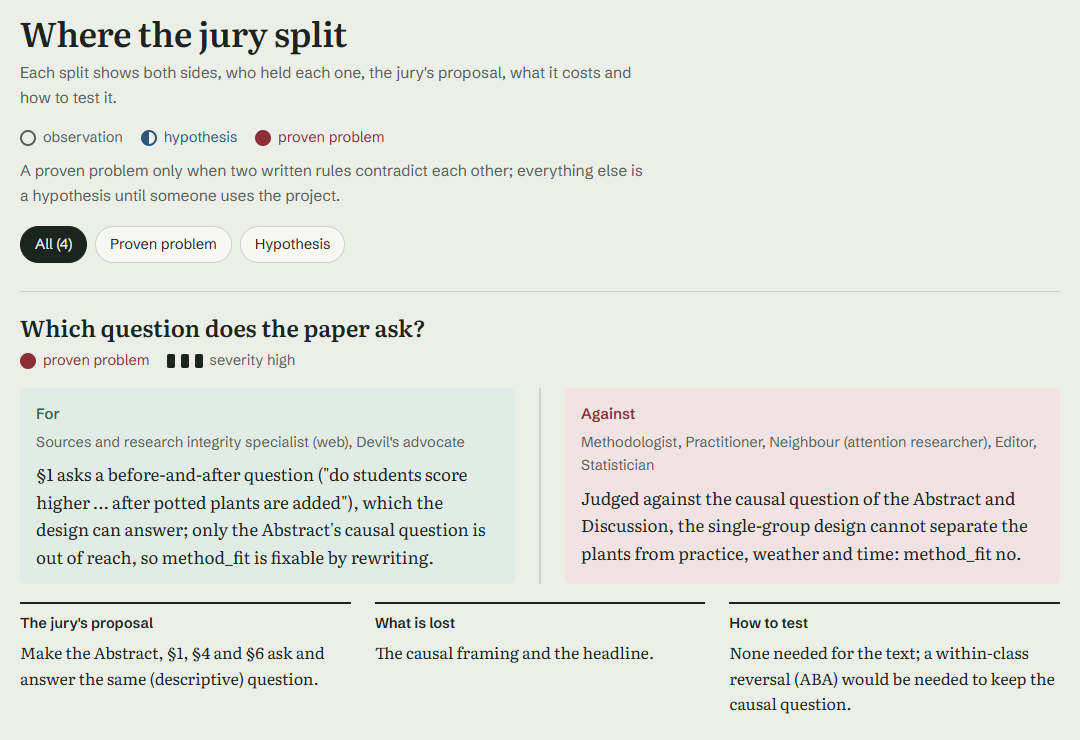 Where the jury split
Each split shows both sides, who held each one, the jury's proposal, what it costs and
how to test it.
observation hypothesis proven problem
A proven problem only when two written rules contradict each other; everything else is
a hypothesis until someone uses the project.
All (4) Proven problem Hypothesis
Which question does the paper ask?
proven problem severity high
For
Sources and research integrity specialist (web), Devil's advocate
§1 asks a before-and-after question ("do students score
higher ... after potted plants are added"), which the
design can answer; only the Abstract's causal question is
out of reach, so method_fit is fixable by rewriting.
Against
Methodologist, Practitioner, Neighbour (attention researcher), Editor,
Statistician
Judged against the causal question of the Abstract and
Discussion, the single-group design cannot separate the
plants from practice, weather and time: method_fit no.
The jury's proposal
Make the Abstract, §1, §4 and §6 ask and
answer the same (descriptive) question.
What is lost
The causal framing and the headline.
How to test
None needed for the text; a within-class
reversal (ABA) would be needed to keep the
causal question.